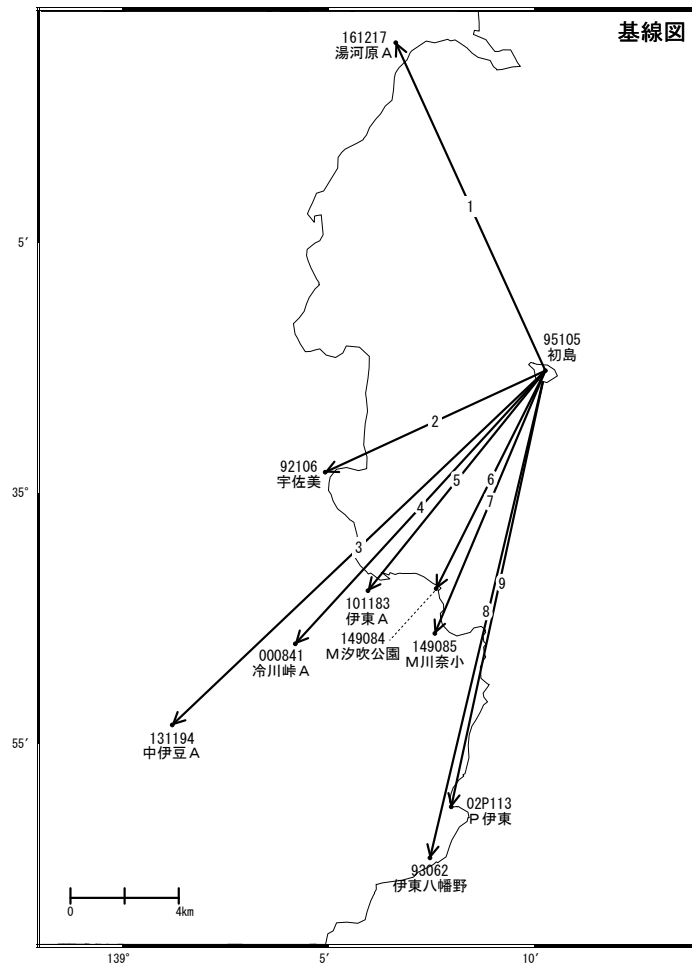 基線図
161217
湯河原A
1
5′
95105
初島
2
92106
宇佐美
35°
3
4
5
6
7
8
9
101183
伊東A
149084
M汐吹公園
149085
M川奈小
000841
冷川峠A
131194
中伊豆A
55′
02P113
P伊東
93062
伊東八幡野
0
4km
139°
5′
10′